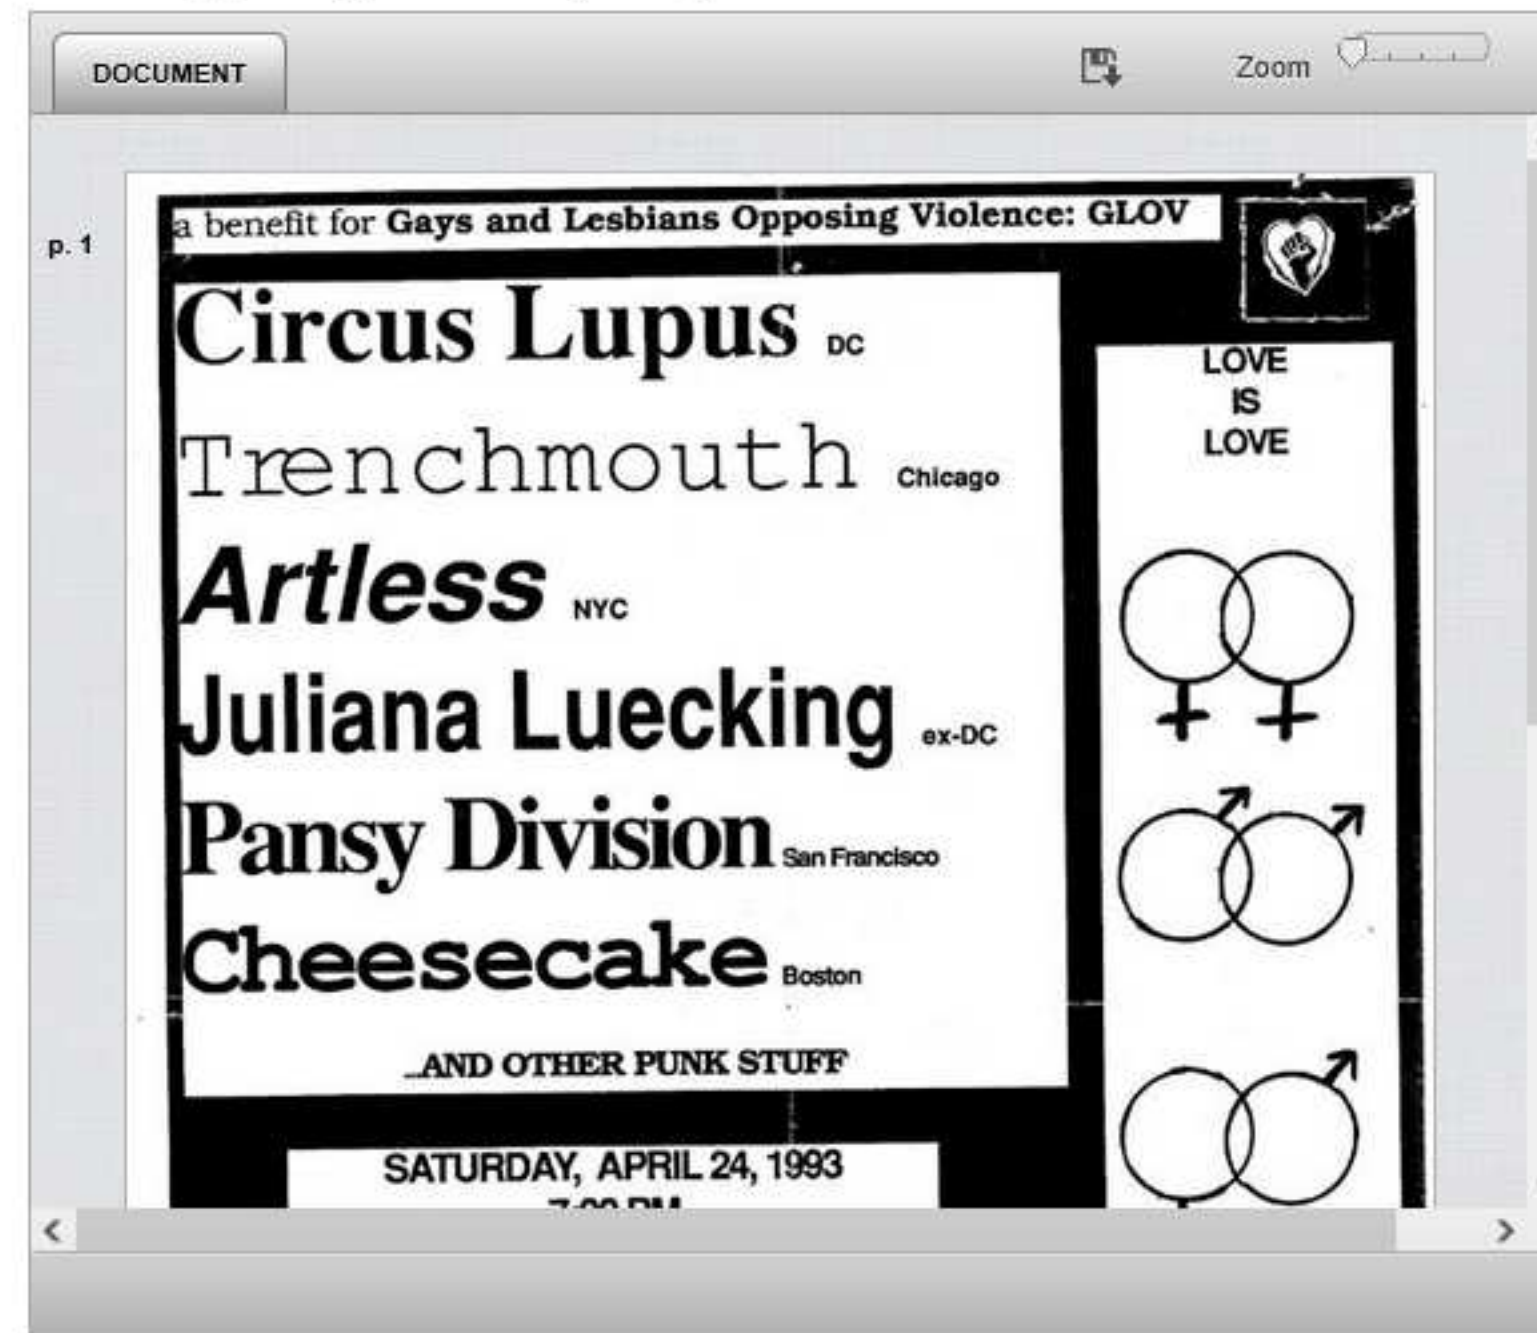 DOCUMENT
Zoom
p. 1
a benefit for Gays and Lesbians Opposing Violence: GLOV
Circus Lupus DC
Trenchmouth Chicago
Artless NYC
Juliana Luecking ex-DC
Pansy Division San Francisco
Cheesecake Boston
...AND OTHER PUNK STUFF
SATURDAY, APRIL 24, 1993
LOVE
IS
LOVE